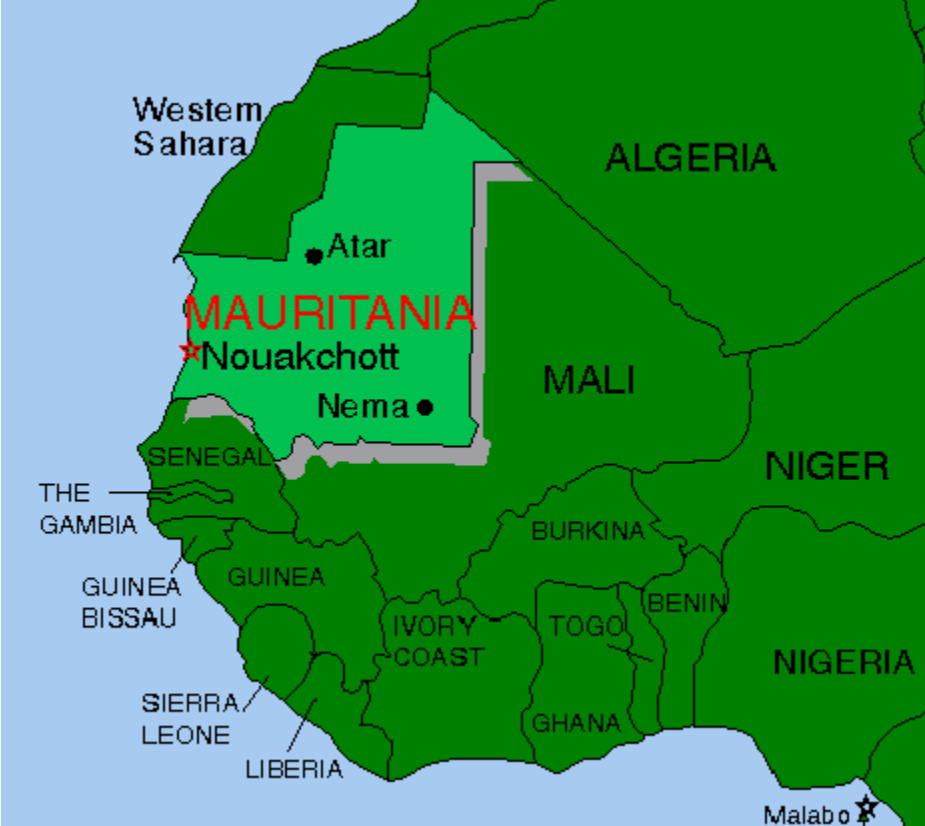 Western
Sahara
ALGERIA
Atar
MAURITANIA
Nouakchott
MALI
Nema
SENEGAL
NIGER
THE
GAMBIA
BURKINA
GUINEA
BISSAU
GUINEA
BENIN
IVORY
COAST
TOGO
NIGERIA
SIERRA
LEONE
GHANA
LIBERIA
Malabo